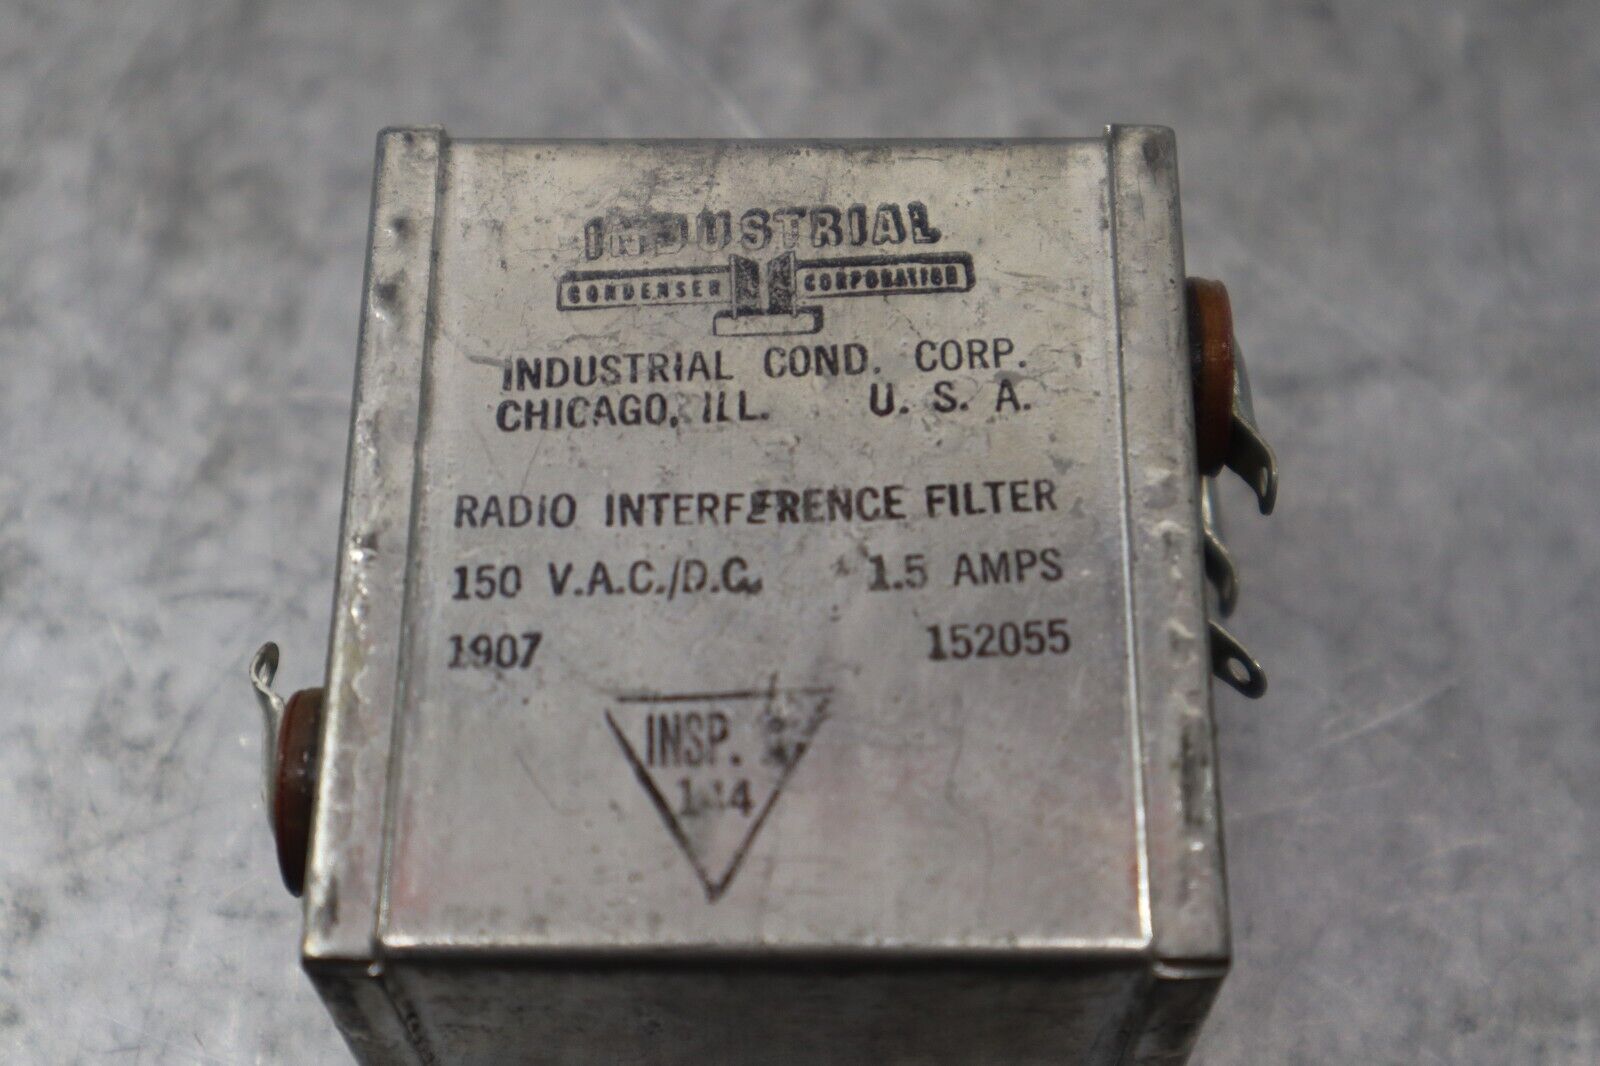 INDUSTRIAL
CONDENSER CORPORATION
INDUSTRIAL COND. CORP.
CHICAGO, ILL. U. S. A.
RADIO INTERFERENCE FILTER
150 V.A.C./D.C. 1.5 AMPS
1907 152055
INSP.